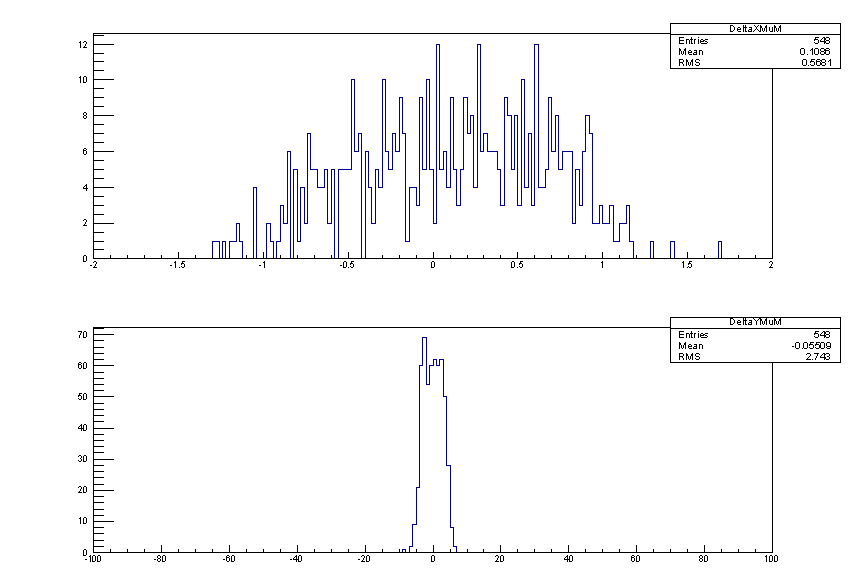 DeltaXMuM
Entries 548
Mean 0.1086
RMS 0.5681
12
10
8
6
4
2
0
-2 -1.5 -1 -0.5 0 0.5 1 1.5 2
DeltaYMuM
Entries 548
Mean -0.05509
RMS 2.743
70
60
50
40
30
20
10
0
-100 -80 -60 -40 -20 0 20 40 60 80 100